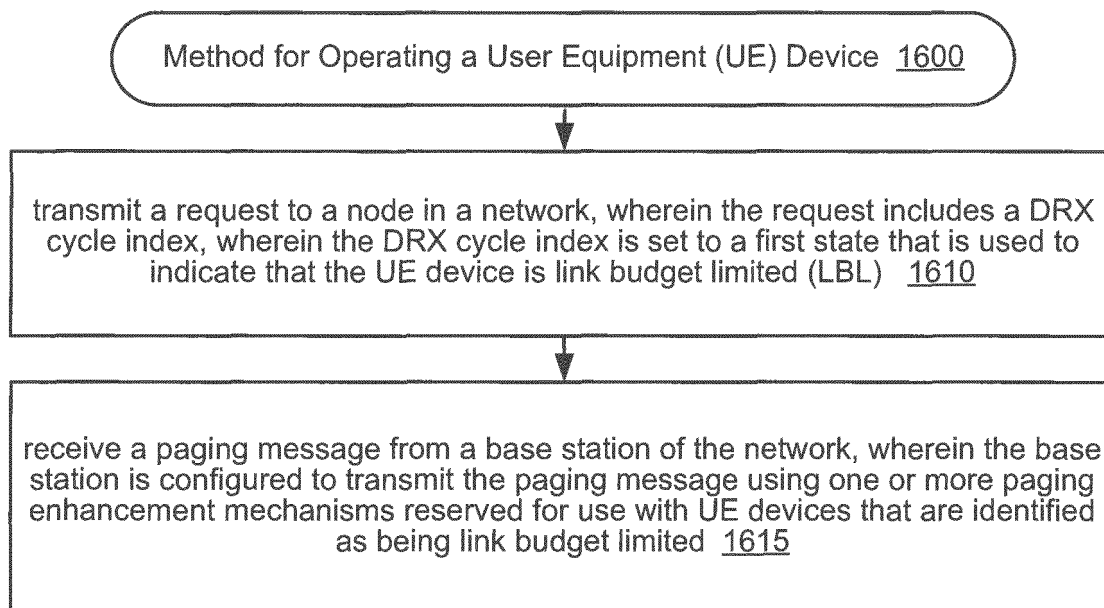 Method for Operating a User Equipment (UE) Device 1600
transmit a request to a node in a network, wherein the request includes a DRX
cycle index, wherein the DRX cycle index is set to a first state that is used to
indicate that the UE device is link budget limited (LBL) 1610
receive a paging message from a base station of the network, wherein the base
station is configured to transmit the paging message using one or more paging
enhancement mechanisms reserved for use with UE devices that are identified
as being link budget limited 1615